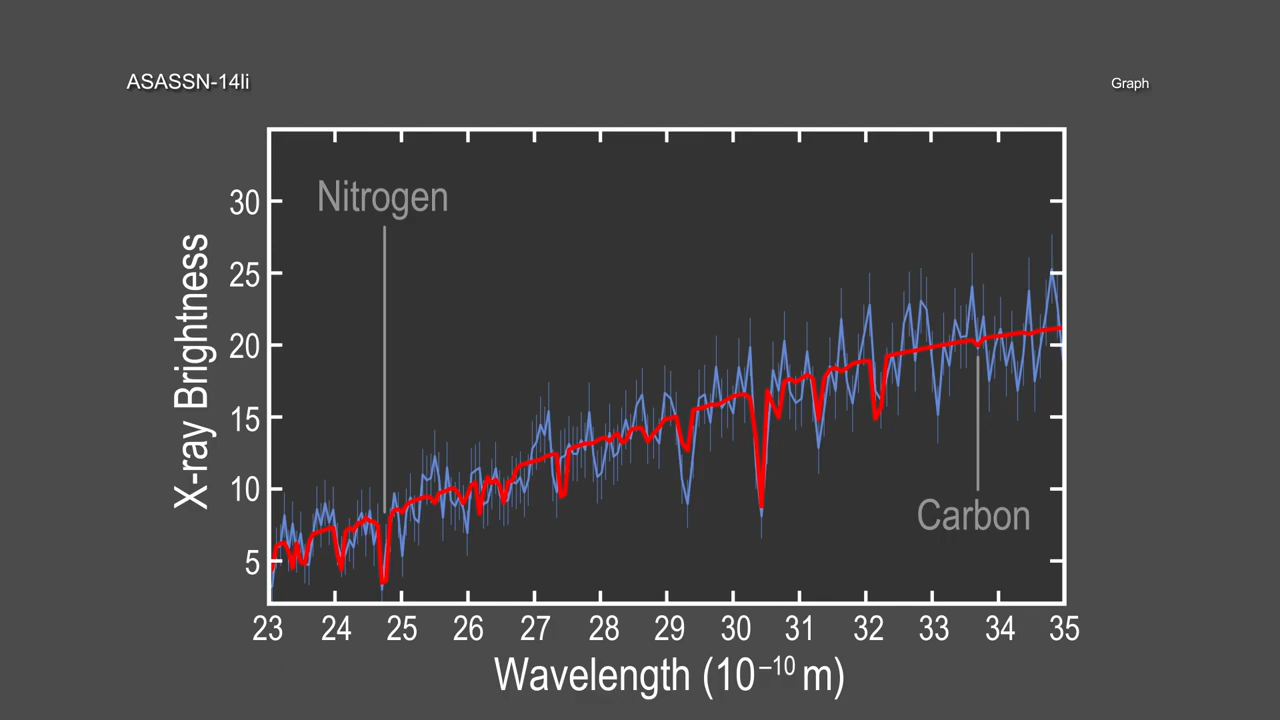 ASASSN-14li
Graph
Nitrogen
Carbon
X-ray Brightness
30
25
20
15
10
5
23 24 25 26 27 28 29 30 31 32 33 34 35
Wavelength (10⁻¹⁰ m)